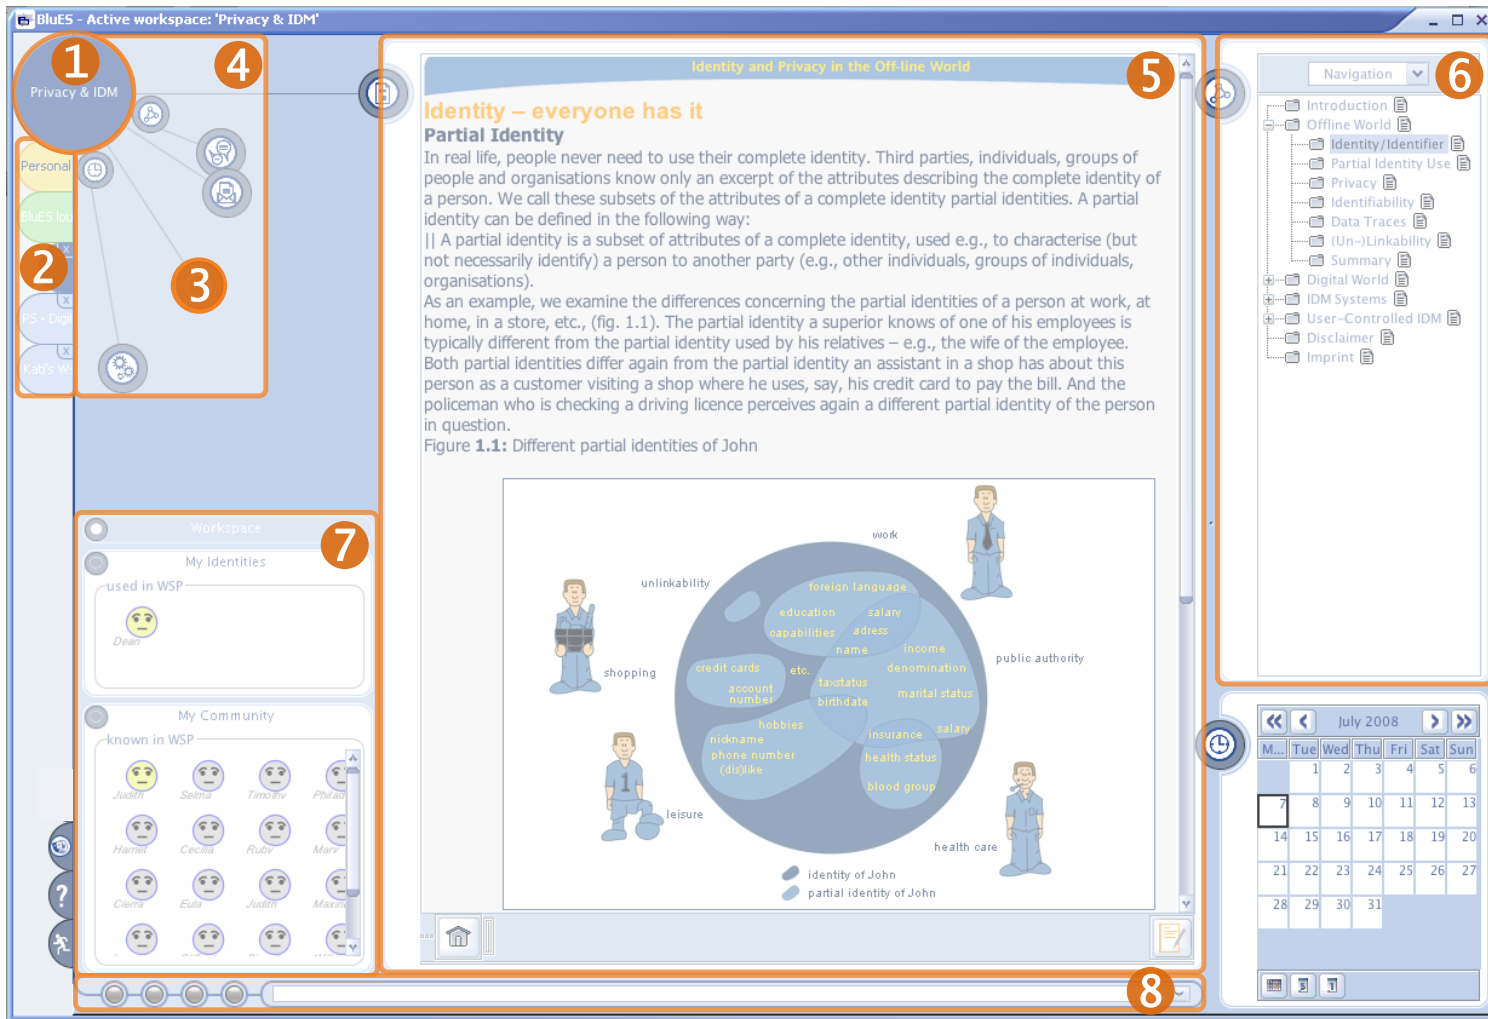 BluES - Active workspace: 'Privacy & IDM'
1
Privacy & IDM
4
Personal
BluES lou
x
2
3
x
PS - Digi
x
Kati's W
5
Identity and Privacy in the Off-line World
Identity – everyone has it
Partial Identity
In real life, people never need to use their complete identity. Third parties, individuals, groups of
people and organisations know only an excerpt of the attributes describing the complete identity of
a person. We call these subsets of the attributes of a complete identity partial identities. A partial
identity can be defined in the following way:
|| A partial identity is a subset of attributes of a complete identity, used e.g., to characterise (but
not necessarily identify) a person to another party (e.g., other individuals, groups of individuals,
organisations).
As an example, we examine the differences concerning the partial identities of a person at work, at
home, in a store, etc., (fig. 1.1). The partial identity a superior knows of one of his employees is
typically different from the partial identity used by his relatives – e.g., the wife of the employee.
Both partial identities differ again from the partial identity an assistant in a shop has about this
person as a customer visiting a shop where he uses, say, his credit card to pay the bill. And the
policeman who is checking a driving licence perceives again a different partial identity of the person
in question.
Figure 1.1: Different partial identities of John
work
unlinkability
foreign language
education
salary
capabilities
adress
name
income
public authority
shopping
credit cards
etc.
denomination
taxstatus
account
number
marital status
birthdate
hobbies
salary
nickname
insurance
phone number
health status
(dis)like
blood group
1
leisure
health care
identity of John
partial identity of John
6
Navigation
Introduction
Offline World
Identity/Identifier
Partial Identity Use
Privacy
Identifiability
Data Traces
(Un-)Linkability
Summary
Digital World
IDM Systems
User-Controlled IDM
Disclaimer
Imprint
7
Workspace
My Identities
used in WSP
Dean
My Community
known in WSP
Judith Selma Timothy Philad
Harriet Cecilia Ruby Mary
Cierra Eula Judith Maxin
?
July 2008
M... Tue Wed Thu Fri Sat Sun
1 2 3 4 5 6
7 8 9 10 11 12 13
14 15 16 17 18 19 20
21 22 23 24 25 26 27
28 29 30 31
5 1
8